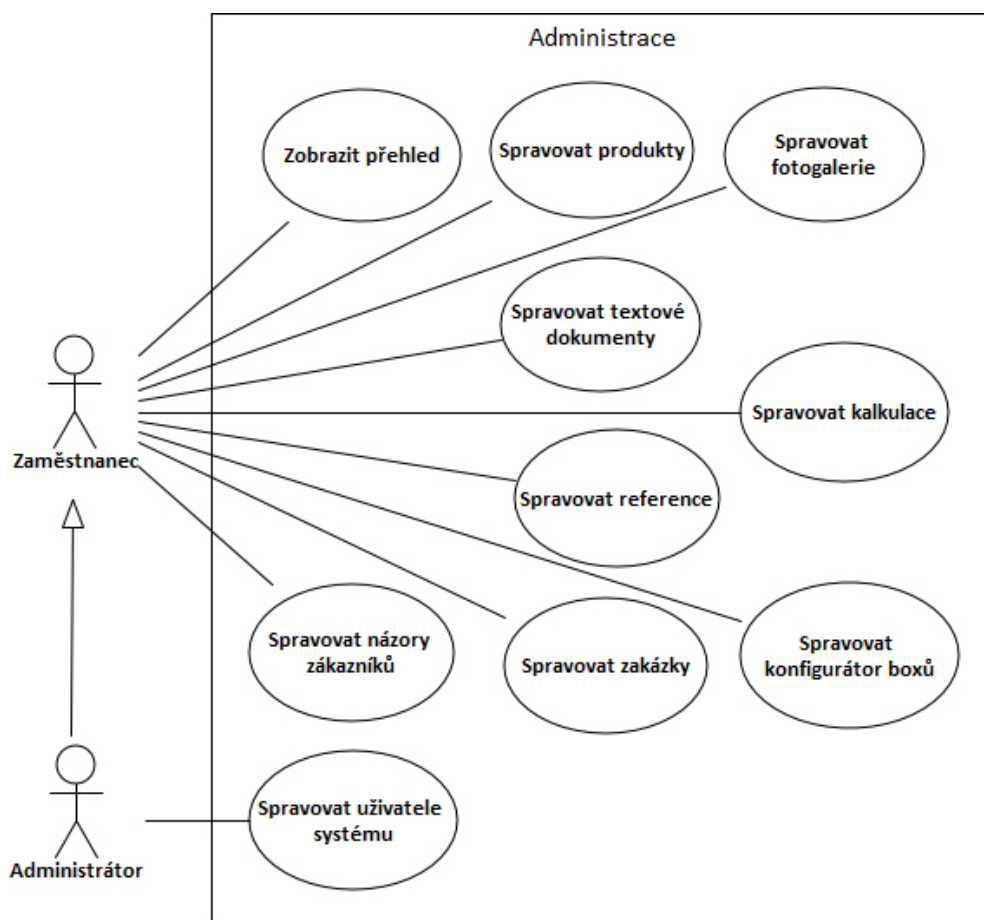 Administrace
Zobrazit přehled
Spravovat produkty
Spravovat
fotogalerie
Spravovat textové
dokumenty
Spravovat kalkulace
Zaměstnanec
Spravovat reference
Spravovat názory
zákazníků
Spravovat zakázky
Spravovat
konfigurátor boxů
Spravovat uživatele
systému
Administrátor